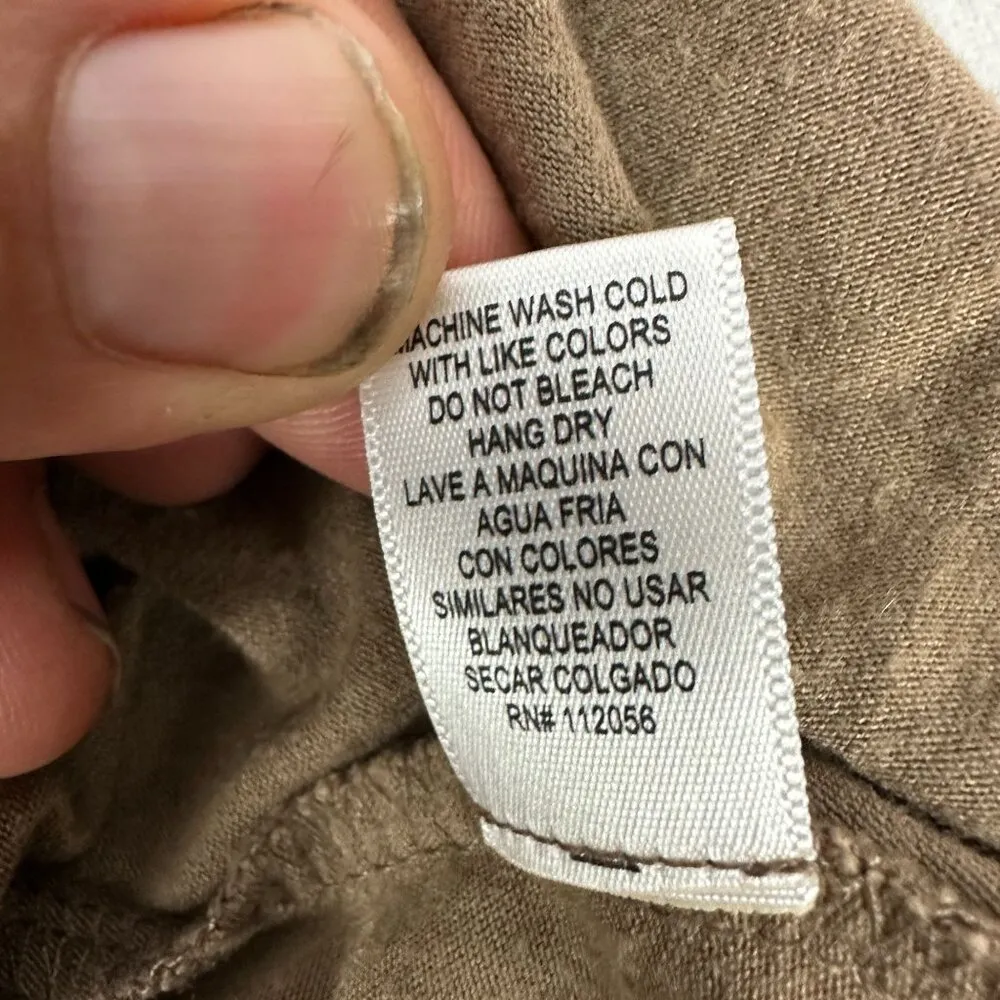 MACHINE WASH COLD
WITH LIKE COLORS
DO NOT BLEACH
HANG DRY
LAVE A MAQUINA CON
AGUA FRIA
CON COLORES
SIMILARES NO USAR
BLANQUEADOR
SECAR COLGADO
RN# 112056